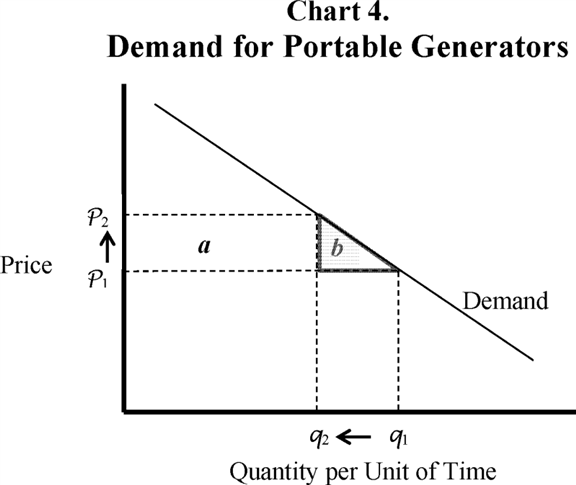 Chart 4.
Demand for Portable Generators
P2
a
b
Price
P1
Demand
q2
q1
Quantity per Unit of Time